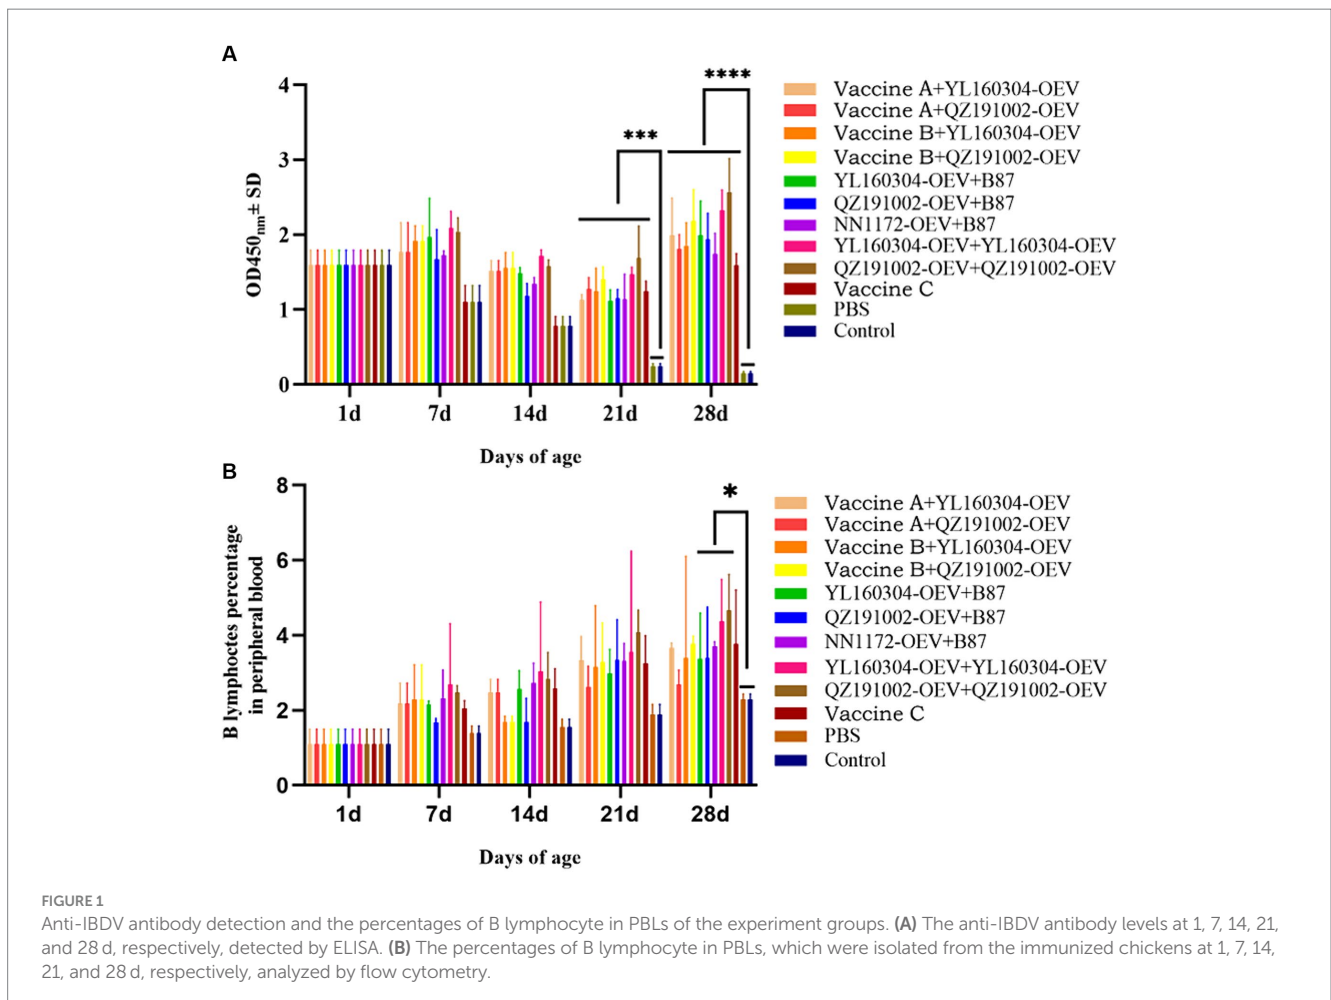 A
****
4
***
3
2
1
0
OD450nm± SD
1d 7d 14d 21d 28d
Days of age
Vaccine A+YL160304-OEV
Vaccine A+QZ191002-OEV
Vaccine B+YL160304-OEV
Vaccine B+QZ191002-OEV
YL160304-OEV+B87
QZ191002-OEV+B87
NN1172-OEV+B87
YL160304-OEV+YL160304-OEV
QZ191002-OEV+QZ191002-OEV
Vaccine C
PBS
Control
B
*
8
6
4
2
0
B lymphoctes percentage
in peripheral blood
1d 7d 14d 21d 28d
Days of age
Vaccine A+YL160304-OEV
Vaccine A+QZ191002-OEV
Vaccine B+YL160304-OEV
Vaccine B+QZ191002-OEV
YL160304-OEV+B87
QZ191002-OEV+B87
NN1172-OEV+B87
YL160304-OEV+YL160304-OEV
QZ191002-OEV+QZ191002-OEV
Vaccine C
PBS
Control
FIGURE 1
Anti-IBDV antibody detection and the percentages of B lymphocyte in PBLs of the experiment groups. (A) The anti-IBDV antibody levels at 1, 7, 14, 21,
and 28 d, respectively, detected by ELISA. (B) The percentages of B lymphocyte in PBLs, which were isolated from the immunized chickens at 1, 7, 14,
21, and 28 d, respectively, analyzed by flow cytometry.